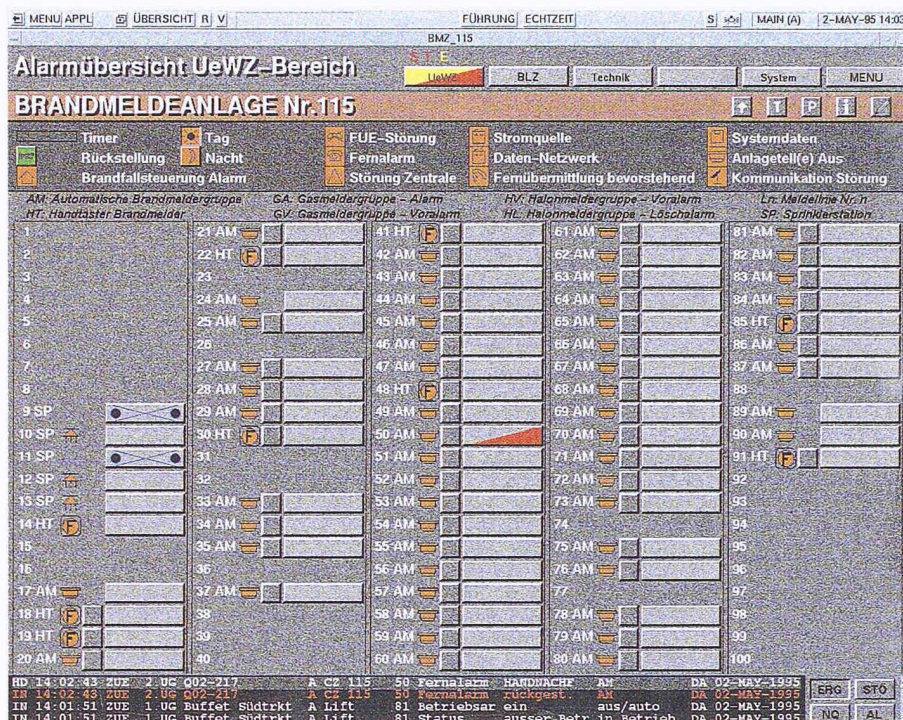 MENU APPL ÜBERSICHT R V FÜHRUNG ECHTZEIT S MAIN (A) 2-MAY-95 14:03
BMZ_115
S T E
Alarmübersicht UeWZ-Bereich
UeWZ BLZ Technik System MENU
BRANDMELDEANLAGE Nr.115
T P i
Timer Tag FUE-Störung Stromquelle Systemdaten
Rückstellung Nacht Fernalarm Daten-Netzwerk Anlageteil(e) Aus
Brandfallsteuerung Alarm Störung Zentrale Fernübermittlung bevorstehend Kommunikation Störung
AM: Automatische Brandmeldergruppe GA: Gasmeldergruppe - Alarm HV: Halonmeldergruppe - Voralarm Ln: Meldelinie Nr. n
HT: Handtaster Brandmelder GV: Gasmeldergruppe - Voralarm HL: Halonmeldergruppe - Löschalarm SP: Sprinklerstation
1 21 AM 41 HT F 61 AM 81 AM
2 22 HT F 42 AM 62 AM 82 AM
3 23 43 AM 63 AM 83 AM
4 24 AM 44 AM 64 AM 84 AM
5 25 AM 45 AM 65 AM 85 HT F
6 26 46 AM 66 AM 86 AM
7 27 AM 47 AM 67 AM 87 AM
8 28 AM 48 HT F 68 AM 88
9 SP 29 AM 49 AM 69 AM 89 AM
10 SP 30 HT F 50 AM 70 AM 90 AM
11 SP 31 51 AM 71 AM 91 HT F
12 SP 32 52 AM 72 AM 92
13 SP 33 AM 53 AM 73 AM 93
14 HT F 34 AM 54 AM 74 94
15 35 AM 55 AM 75 AM 95
16 36 56 AM 76 AM 96
17 AM 37 AM 57 AM 77 97
18 HT F 38 58 AM 78 AM 98
19 HT F 39 59 AM 79 AM 99
20 AM 40 60 AM 80 AM 100
HD 14:02:43 ZUE 2.UG Q02-217 A CZ 115 50 Fernalarm HANDNACHF AM DA 02-MAY-1995
IN 14:02:43 ZUE 2.UG Q02-217 A CZ 115 50 Fernalarm rückgest. AM DA 02-MAY-1995 ERG STÖ
IN 14:01:51 ZUE 1.UG Buffet Südtrkt A Lift 81 Betriebsar ein aus/auto DA 02-MAY-1995
IN 14:01:51 ZUE 1.UG Buffet Südtrkt A Lift 81 Status ausser Betr in Betrieb DA 02-MAY-1995 NQ AL